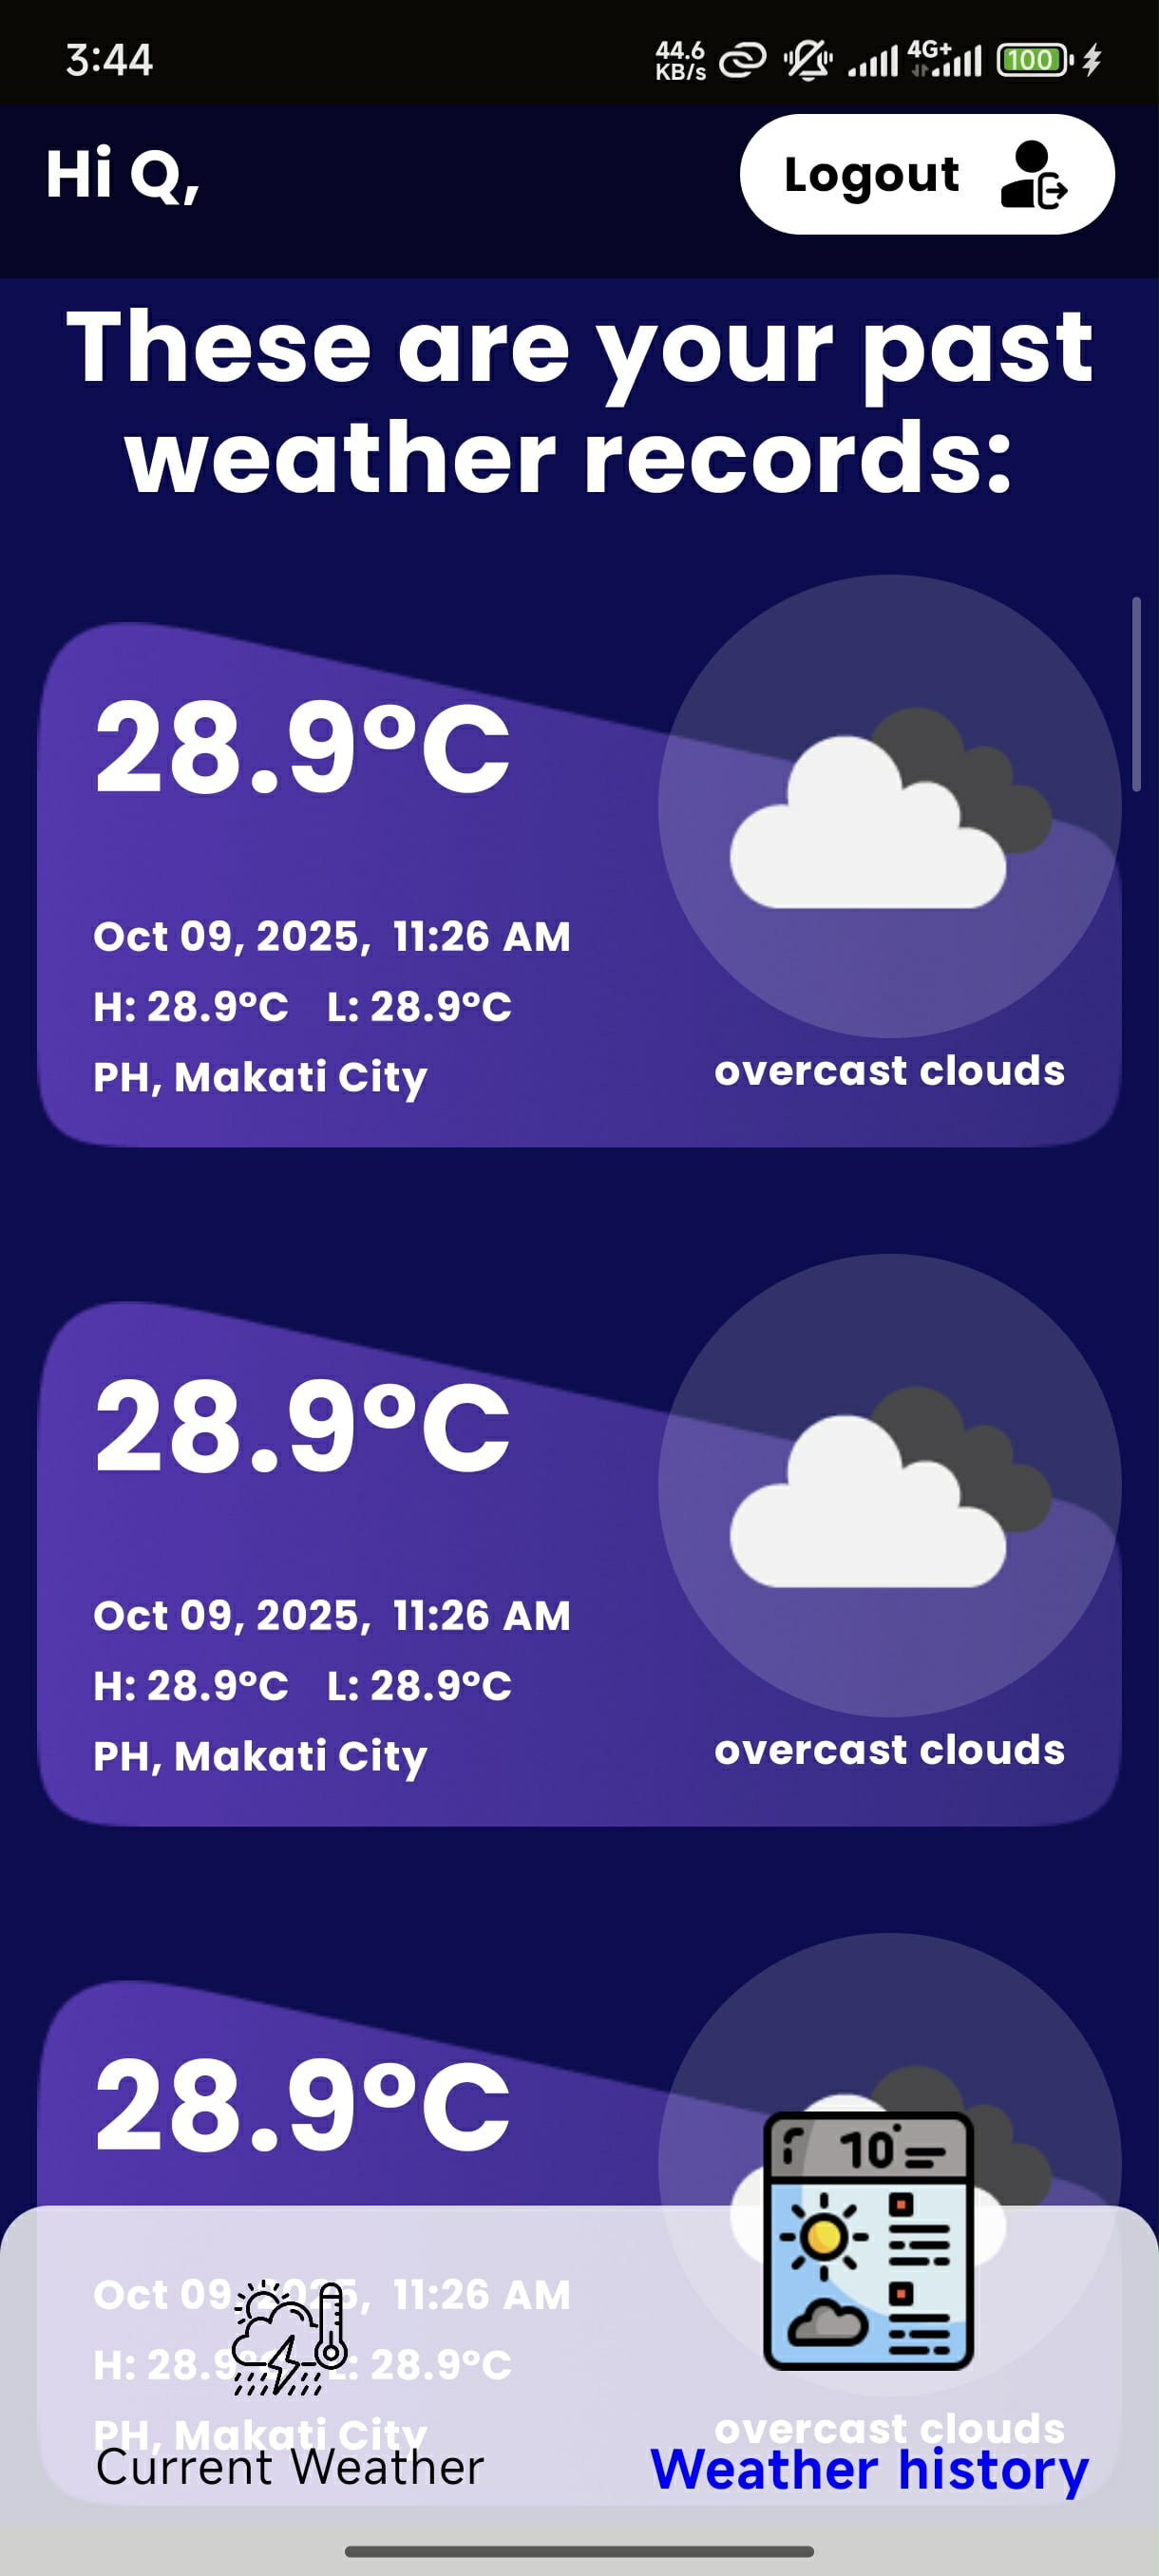 3:44
44.6
KB/s
4G+
100
Hi Q,
Logout
These are your past
weather records:
28.9°C
Oct 09, 2025,  11:26 AM
H: 28.9°C   L: 28.9°C
PH, Makati City
overcast clouds
28.9°C
Oct 09, 2025,  11:26 AM
H: 28.9°C   L: 28.9°C
PH, Makati City
overcast clouds
28.9°C
10°
Oct 09, 2025,  11:26 AM
H: 28.9°C   L: 28.9°C
PH, Makati City
overcast clouds
Current Weather
Weather history